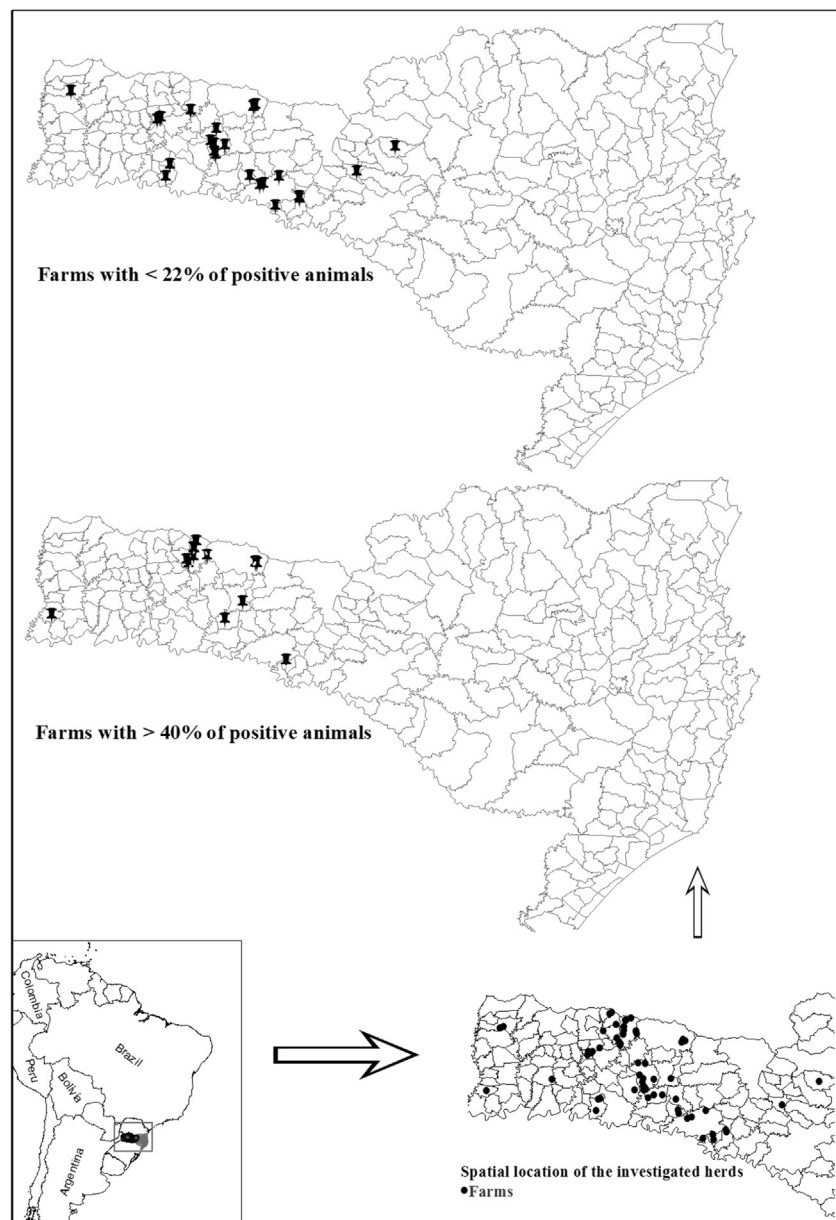 Farms with < 22% of positive animals
Farms with > 40% of positive animals
Colombia
Peru
Brazil
Bolivia
Argentina
Spatial location of the investigated herds
●Farms